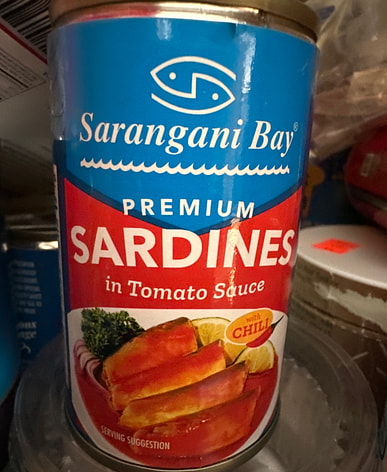 Sarangani Bay®
PREMIUM
SARDINES
in Tomato Sauce
with
CHILI
SERVING SUGGESTION